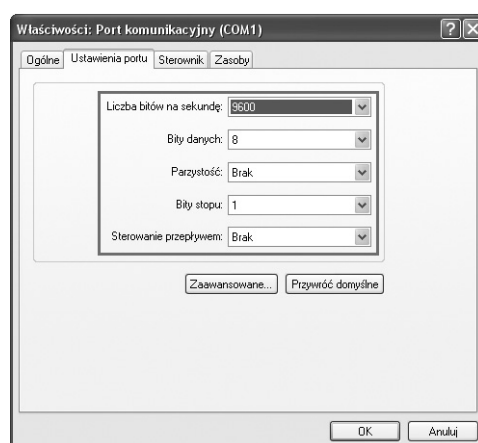 Właściwości: Port komunikacyjny (COM1)
Ogólne Ustawienia portu Sterownik Zasoby
Liczba bitów na sekundę: 9600
Bity danych: 8
Parzystość: Brak
Bity stopu: 1
Sterowanie przepływem: Brak
Zaawansowane... Przywróć domyślne
OK Anuluj